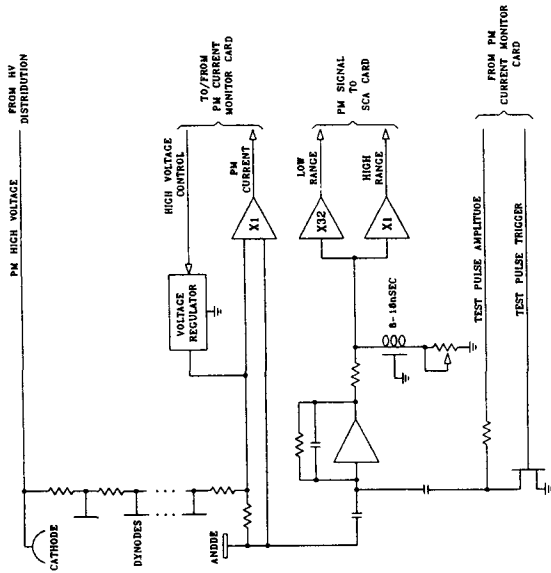 FROM HV
DISTRIBUTION
PM HIGH VOLTAGE
CATHODE
DYNODES
ANODE
VOLTAGE
REGULATOR
HIGH VOLTAGE
CONTROL
PM
CURRENT
X1
TO/FROM
PM CURRENT
MONITOR CARD
X32
LOW
RANGE
X1
HIGH
RANGE
PM SIGNAL
TO
SCA CARD
8-10nSEC
TEST PULSE AMPLITUDE
TEST PULSE TRIGGER
FROM PM
CURRENT MONITOR
CARD